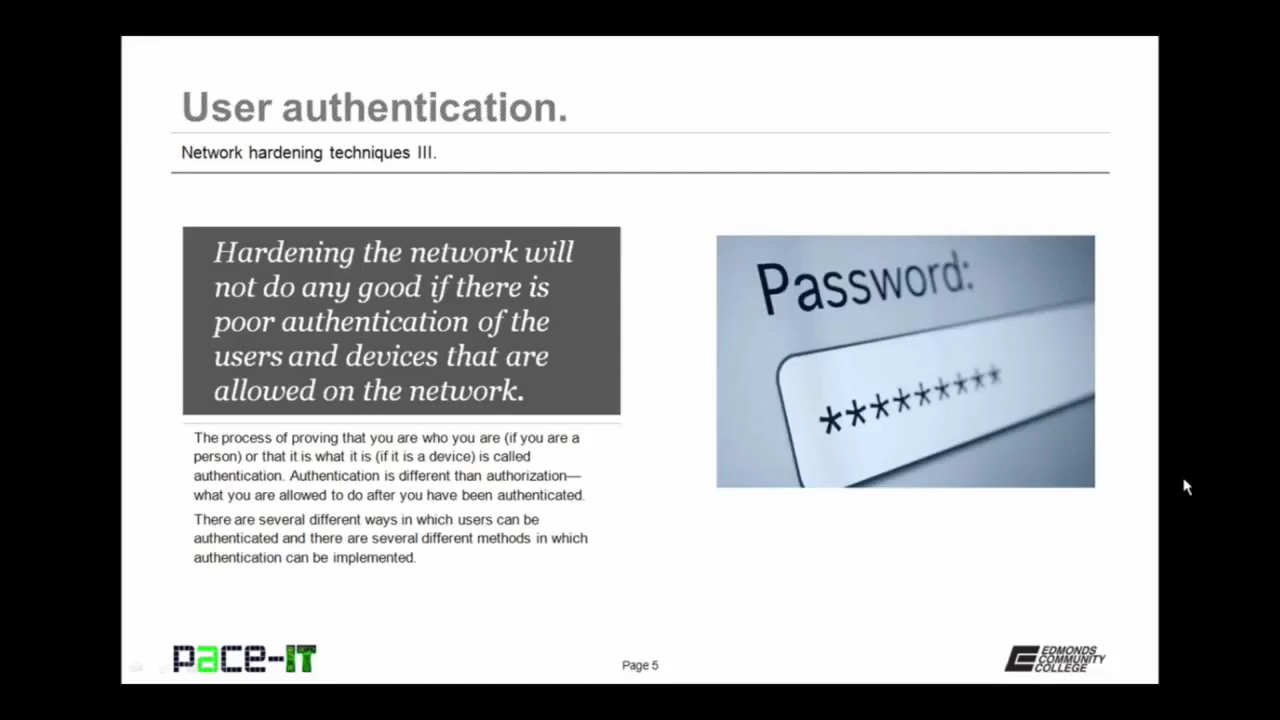 User authentication.
Network hardening techniques III.
Hardening the network will
not do any good if there is
poor authentication of the
users and devices that are
allowed on the network.
The process of proving that you are who you are (if you are a
person) or that it is what it is (if it is a device) is called
authentication. Authentication is different than authorization—
what you are allowed to do after you have been authenticated.
There are several different ways in which users can be
authenticated and there are several different methods in which
authentication can be implemented.
Password:
*********
pace-IT
Page 5
EDMONDS
COMMUNITY
COLLEGE